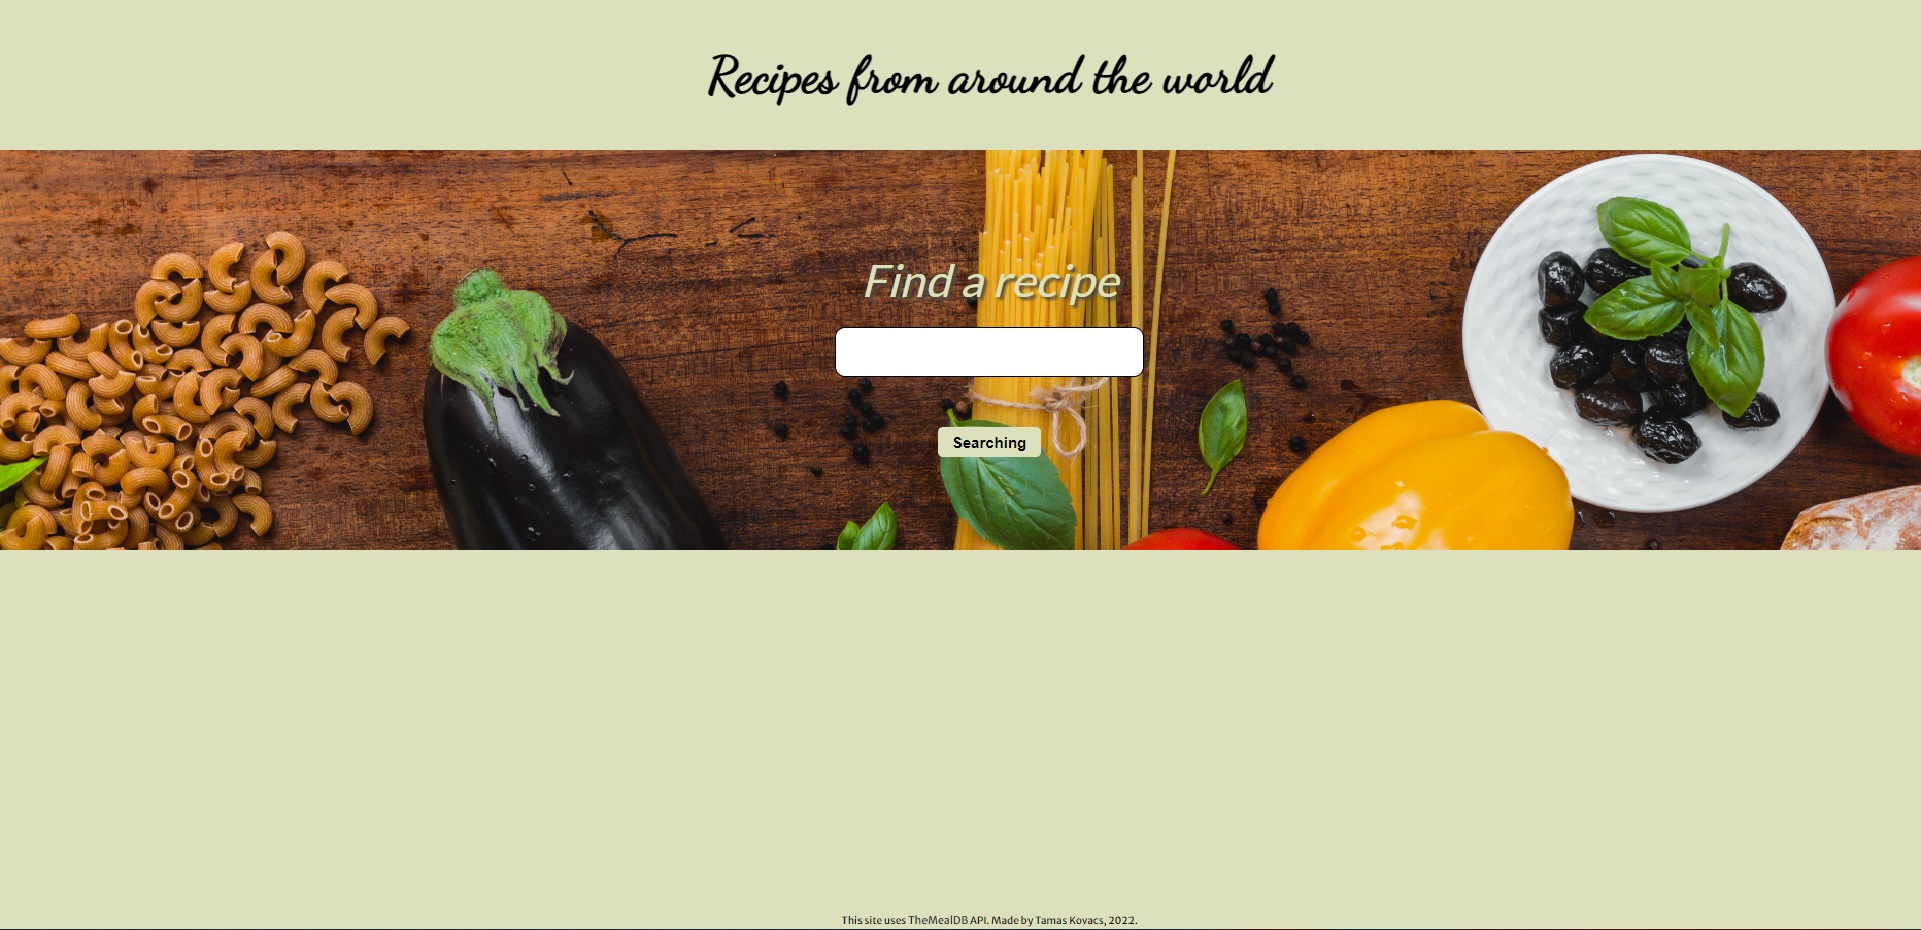 Recipes from around the world
Find a recipe
Searching
This site uses TheMealDB API. Made by Tamas Kovacs, 2022.